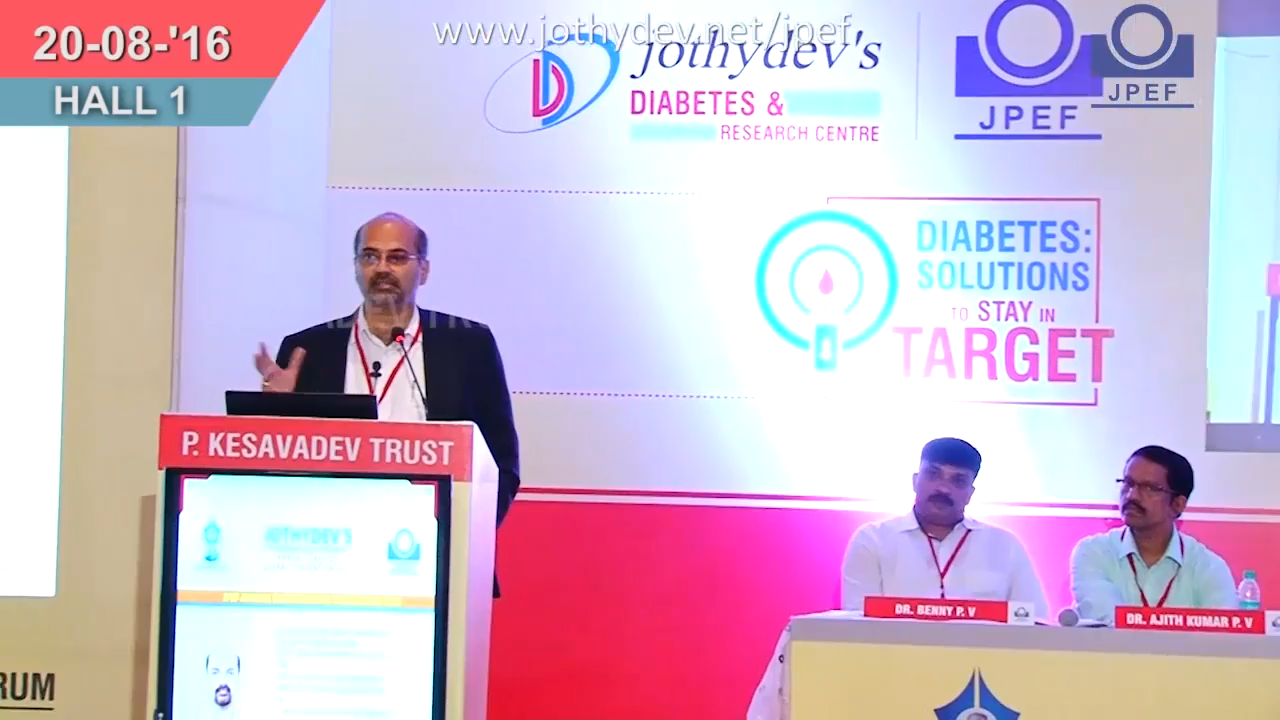 20-08-'16
HALL 1
www.jothydev.net/jpef
jothydev's
DIABETES &
RESEARCH CENTRE
JPEF
JPEF
DIABETES:
SOLUTIONS
TO STAY IN
TARGET
P. KESAVADEV TRUST
JOTHYDEV'S
DR. BENNY P. V
DR. AJITH KUMAR P. V
RUM